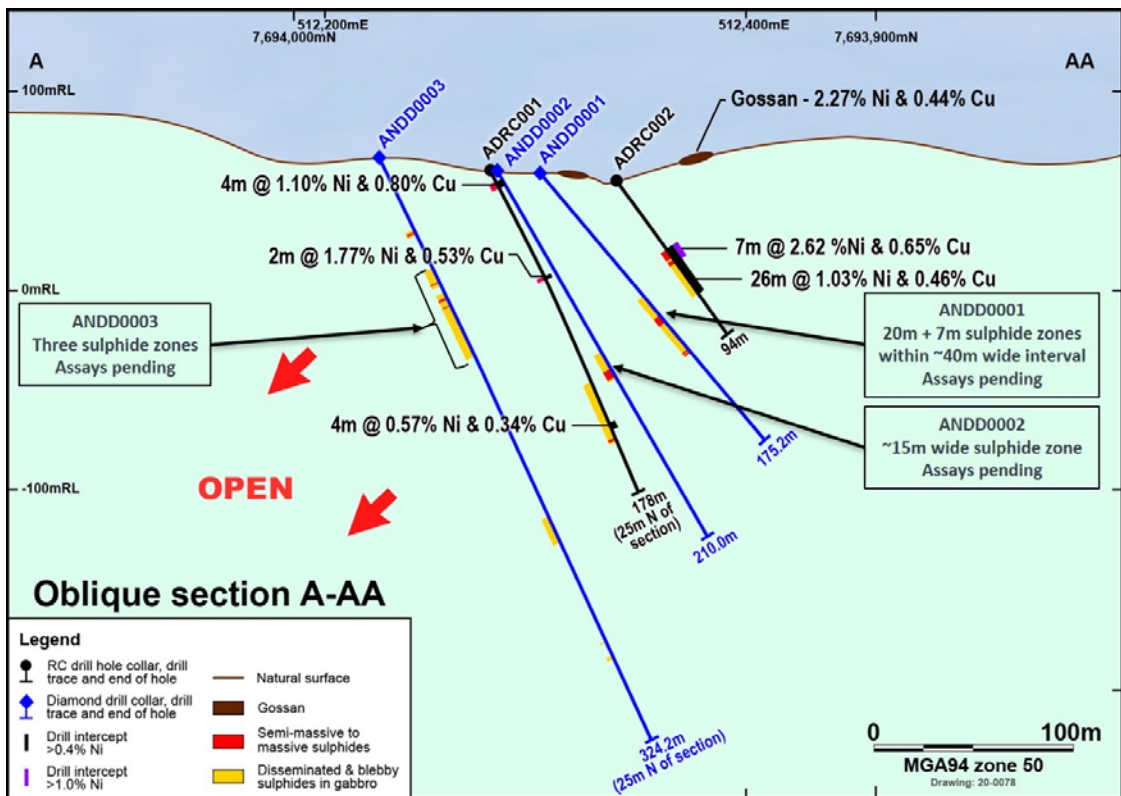 512,200mE
7,694,000mN
512,400mE
7,693,900mN
A
AA
100mRL
0mRL
-100mRL
ANDD0003
ADRC001
ANDD0002
ANDD0001
ADRC002
Gossan - 2.27% Ni & 0.44% Cu
4m @ 1.10% Ni & 0.80% Cu
2m @ 1.77% Ni & 0.53% Cu
7m @ 2.62 %Ni & 0.65% Cu
26m @ 1.03% Ni & 0.46% Cu
94m
ANDD0003
Three sulphide zones
Assays pending
ANDD0001
20m + 7m sulphide zones
within ~40m wide interval
Assays pending
ANDD0002
~15m wide sulphide zone
Assays pending
4m @ 0.57% Ni & 0.34% Cu
175.2m
OPEN
178m
(25m N of
section)
210.0m
324.2m
(25m N of section)
Oblique section A-AA
Legend
RC drill hole collar, drill
trace and end of hole
Diamond drill collar, drill
trace and end of hole
Drill intercept
>0.4% Ni
Drill intercept
>1.0% Ni
Natural surface
Gossan
Semi-massive to
massive sulphides
Disseminated & blebby
sulphides in gabbro
0
100m
MGA94 zone 50
Drawing: 20-0078